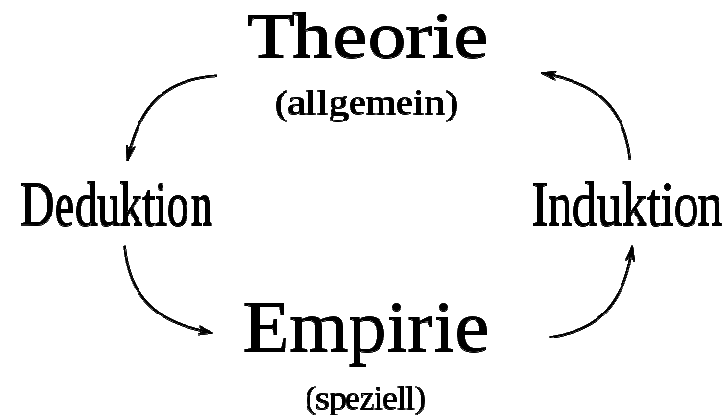 Theorie
(allgemein)
Deduktion
Induktion
Empirie
(speziell)